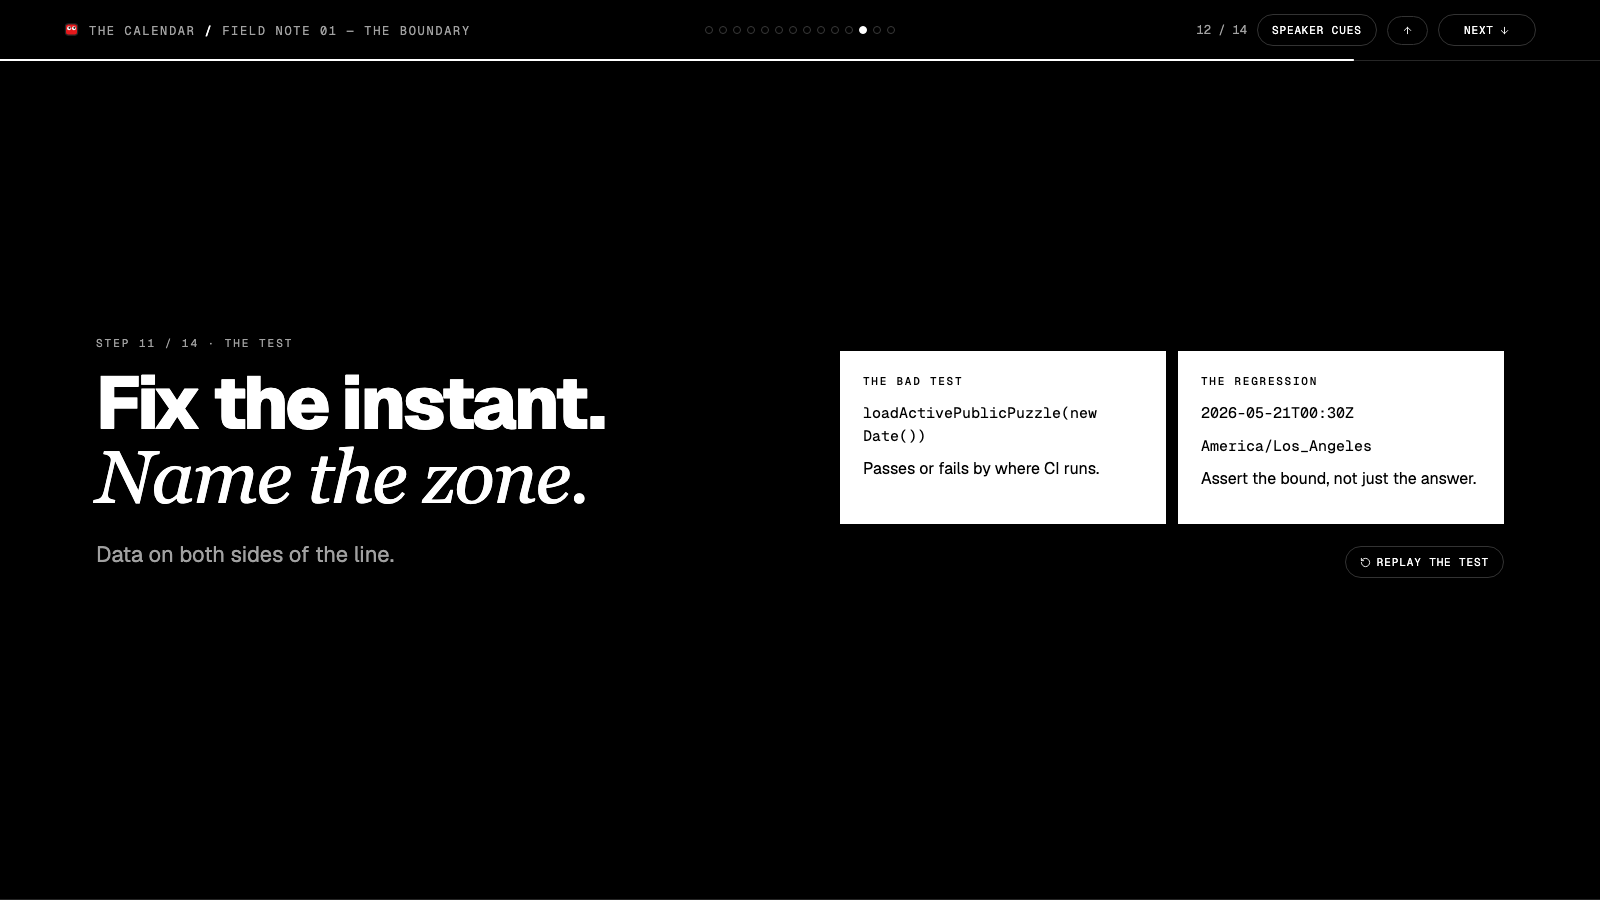 THE CALENDAR / FIELD NOTE 01 — THE BOUNDARY
12 / 14
SPEAKER CUES
↑
NEXT ↓
STEP 11 / 14 · THE TEST
Fix the instant.
Name the zone.
Data on both sides of the line.
THE BAD TEST
loadActivePublicPuzzle(new
Date())
Passes or fails by where CI runs.
THE REGRESSION
2026-05-21T00:30Z
America/Los_Angeles
Assert the bound, not just the answer.
REPLAY THE TEST